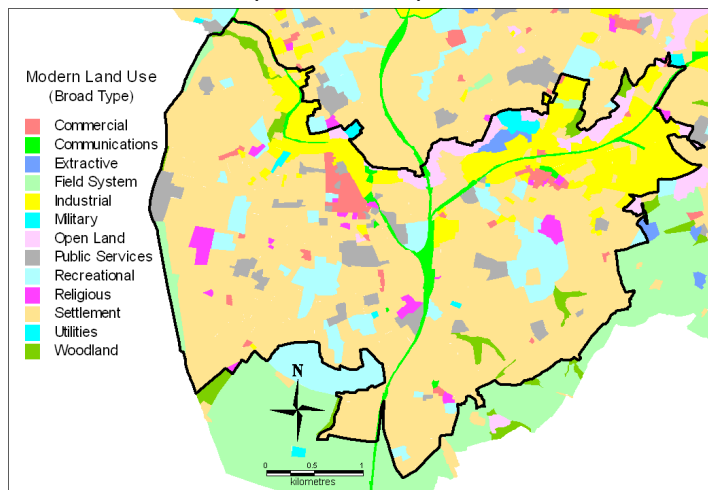 Modern Land Use
(Broad Type)
Commercial
Communications
Extractive
Field System
Industrial
Military
Open Land
Public Services
Recreational
Religious
Settlement
Utilities
Woodland
N
0 0.5 1
kilometres